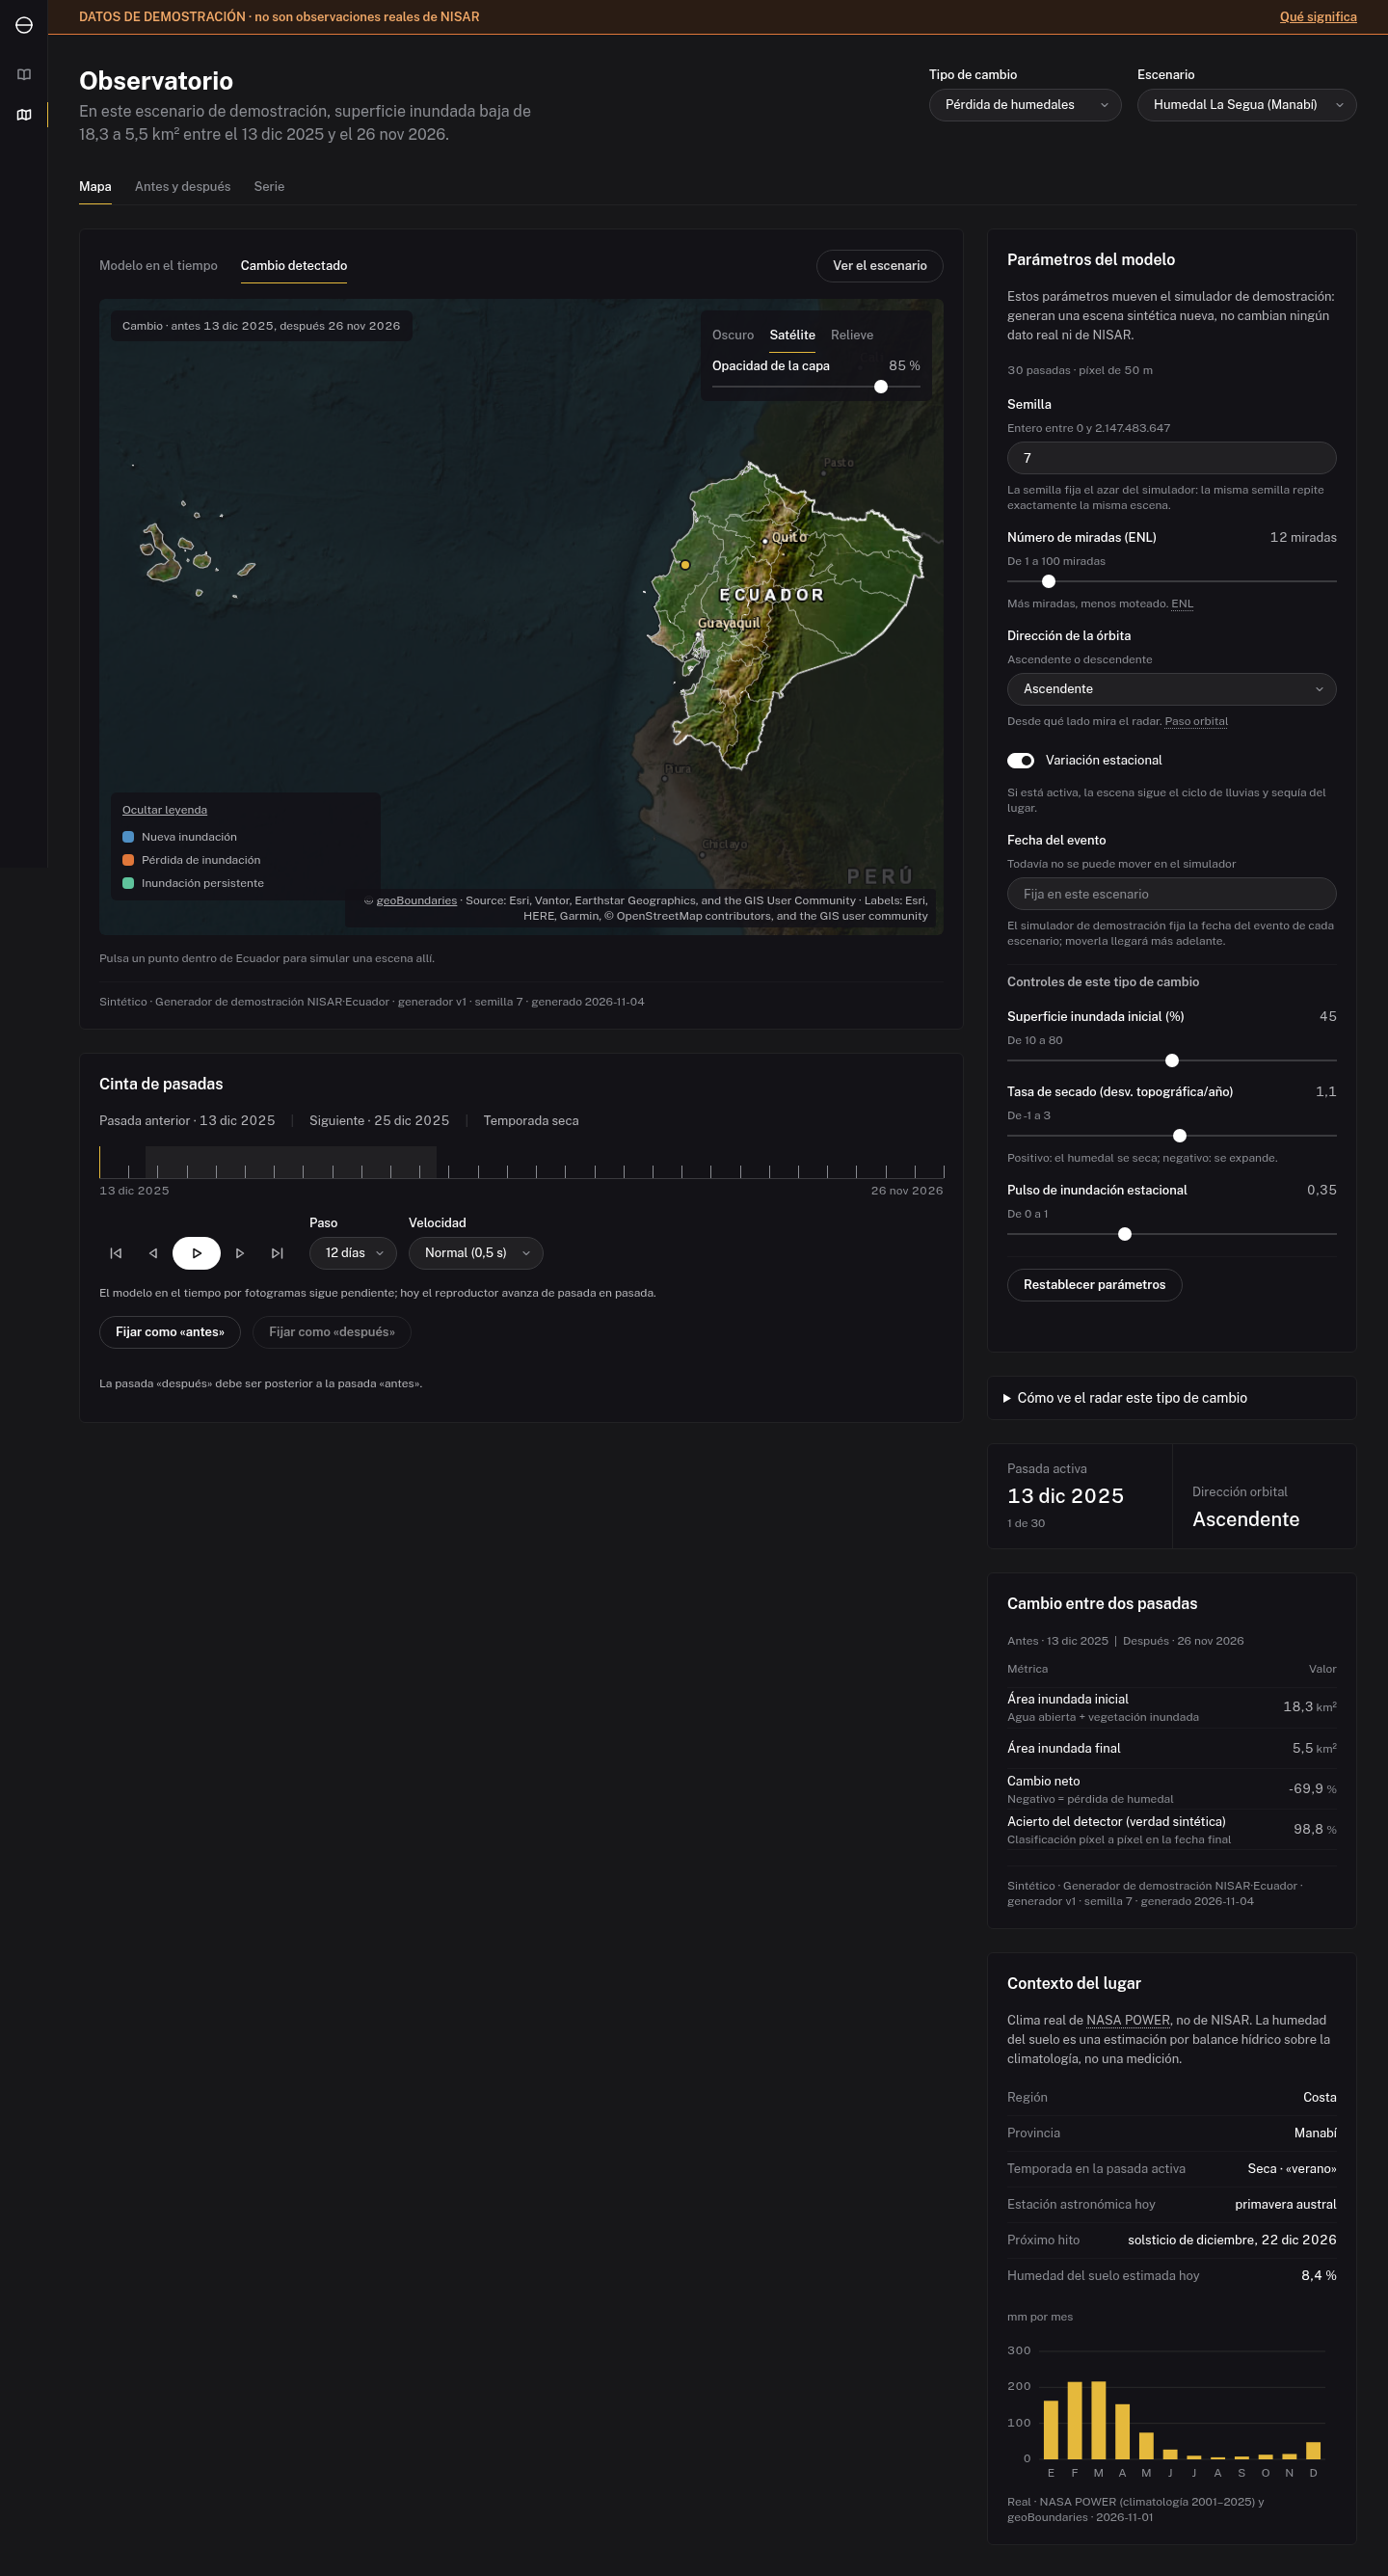 DATOS DE DEMOSTRACIÓN · no son observaciones reales de NISAR
Qué significa
Observatorio
En este escenario de demostración, superficie inundada baja de
18,3 a 5,5 km² entre el 13 dic 2025 y el 26 nov 2026.
Tipo de cambio
Pérdida de humedales
Escenario
Humedal La Segua (Manabí)
Mapa
Antes y después
Serie
Modelo en el tiempo
Cambio detectado
Ver el escenario
Cambio · antes 13 dic 2025, después 26 nov 2026
Oscuro
Satélite
Relieve
Opacidad de la capa
85 %
Pasto
Quito
ECUADOR
Guayaquil
Piura
Chiclayo
PERÚ
Ocultar leyenda
Nueva inundación
Pérdida de inundación
Inundación persistente
© geoBoundaries · Source: Esri, Vantor, Earthstar Geographics, and the GIS User Community · Labels: Esri,
HERE, Garmin, © OpenStreetMap contributors, and the GIS user community
Pulsa un punto dentro de Ecuador para simular una escena allí.
Sintético · Generador de demostración NISAR·Ecuador · generador v1 · semilla 7 · generado 2026-11-04
Cinta de pasadas
Pasada anterior · 13 dic 2025
Siguiente · 25 dic 2025
Temporada seca
13 dic 2025
26 nov 2026
Paso
12 días
Velocidad
Normal (0,5 s)
El modelo en el tiempo por fotogramas sigue pendiente; hoy el reproductor avanza de pasada en pasada.
Fijar como «antes»
Fijar como «después»
La pasada «después» debe ser posterior a la pasada «antes».
Parámetros del modelo
Estos parámetros mueven el simulador de demostración:
generan una escena sintética nueva, no cambian ningún
dato real ni de NISAR.
30 pasadas · píxel de 50 m
Semilla
Entero entre 0 y 2.147.483.647
7
La semilla fija el azar del simulador: la misma semilla repite
exactamente la misma escena.
Número de miradas (ENL)
12 miradas
De 1 a 100 miradas
Más miradas, menos moteado. ENL
Dirección de la órbita
Ascendente o descendente
Ascendente
Desde qué lado mira el radar. Paso orbital
Variación estacional
Si está activa, la escena sigue el ciclo de lluvias y sequía del
lugar.
Fecha del evento
Todavía no se puede mover en el simulador
Fija en este escenario
El simulador de demostración fija la fecha del evento de cada
escenario; moverla llegará más adelante.
Controles de este tipo de cambio
Superficie inundada inicial (%)
45
De 10 a 80
Tasa de secado (desv. topográfica/año)
1,1
De -1 a 3
Positivo: el humedal se seca; negativo: se expande.
Pulso de inundación estacional
0,35
De 0 a 1
Restablecer parámetros
Cómo ve el radar este tipo de cambio
Pasada activa
13 dic 2025
1 de 30
Dirección orbital
Ascendente
Cambio entre dos pasadas
Antes · 13 dic 2025 | Después · 26 nov 2026
Métrica
Valor
Área inundada inicial
Agua abierta + vegetación inundada
18,3 km²
Área inundada final
5,5 km²
Cambio neto
Negativo = pérdida de humedal
-69,9 %
Acierto del detector (verdad sintética)
Clasificación píxel a píxel en la fecha final
98,8 %
Sintético · Generador de demostración NISAR·Ecuador ·
generador v1 · semilla 7 · generado 2026-11-04
Contexto del lugar
Clima real de NASA POWER, no de NISAR. La humedad
del suelo es una estimación por balance hídrico sobre la
climatología, no una medición.
Región
Costa
Provincia
Manabí
Temporada en la pasada activa
Seca · «verano»
Estación astronómica hoy
primavera austral
Próximo hito
solsticio de diciembre, 22 dic 2026
Humedad del suelo estimada hoy
8,4 %
mm por mes
300
200
100
0
E F M A M J J A S O N D
Real · NASA POWER (climatología 2001–2025) y
geoBoundaries · 2026-11-01